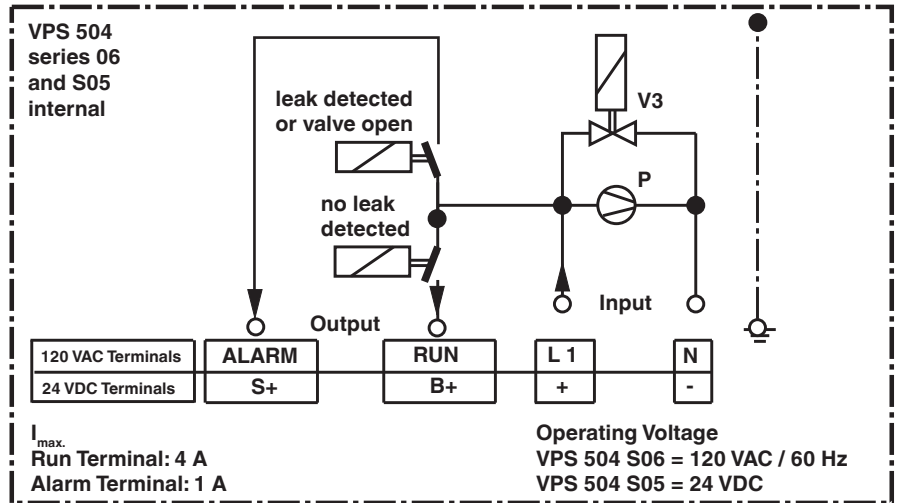 VPS 504
series 06
and S05
internal
leak detected
or valve open
V3
P
no leak
detected
Input
Output
120 VAC Terminals ALARM RUN L 1 N
24 VDC Terminals S+ B+ + -
I max.
Run Terminal: 4 A
Alarm Terminal: 1 A
Operating Voltage
VPS 504 S06 = 120 VAC / 60 Hz
VPS 504 S05 = 24 VDC